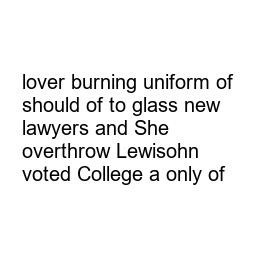 lover burning uniform of
should of to glass new
lawyers and She
overthrow Lewisohn
voted College a only of